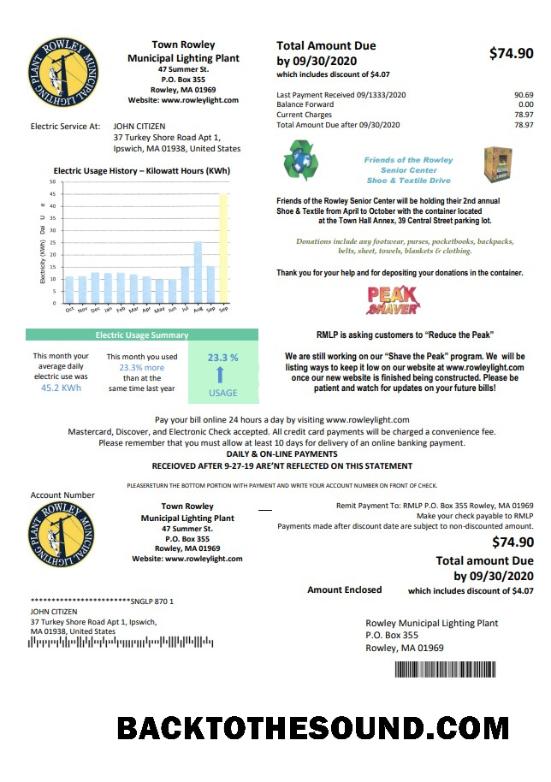 ROWLEY MUNICIPAL LIGHTING PLANT
Town Rowley
Municipal Lighting Plant
47 Summer St.
P.O. Box 355
Rowley, MA 01969
Website: www.rowleylight.com
Total Amount Due
by 09/30/2020
which includes discount of $4.07
$74.90
Last Payment Received 09/1333/2020 90.69
Balance Forward 0.00
Current Charges 78.97
Total Amount Due after 09/30/2020 78.97
Electric Service At: JOHN CITIZEN
37 Turkey Shore Road Apt 1,
Ipswich, MA 01938, United States
Friends of the Rowley
Senior Center
Shoe & Textile Drive
Friends of the Rowley Senior Center will be holding their 2nd annual
Shoe & Textile from April to October with the container located
at the Town Hall Annex, 39 Central Street parking lot.
Donations include any footwear, purses, pocketbooks, backpacks,
belts, sheet, towels, blankets & clothing.
Thank you for your help and for depositing your donations in the container.
PEAK
SHAVER
RMLP is asking customers to "Reduce the Peak"
We are still working on our "Shave the Peak" program. We will be
listing ways to keep it low on our website at www.rowleylight.com
once our new website is finished being constructed. Please be
patient and watch for updates on your future bills!
Electric Usage History – Kilowatt Hours (KWh)
Electricity (KWh) Dai U e
50
45
40
35
30
25
20
15
10
5
0
Oct Nov Dec Jan Feb Mar Apr May Jun Jul Aug Sep Sep
Electric Usage Summary
This month your
average daily
electric use was
45.2 KWh
This month you used
23.3% more
than at the
same time last year
23.3 %
USAGE
Pay your bill online 24 hours a day by visiting www.rowleylight.com
Mastercard, Discover, and Electronic Check accepted. All credit card payments will be charged a convenience fee.
Please remember that you must allow at least 10 days for delivery of an online banking payment.
DAILY & ON-LINE PAYMENTS
RECEIOVED AFTER 9-27-19 ARE'NT REFLECTED ON THIS STATEMENT
PLEASERETURN THE BOTTOM PORTION WITH PAYMENT AND WRITE YOUR ACCOUNT NUMBER ON FRONT OF CHECK.
Account Number
ROWLEY MUNICIPAL LIGHTING PLANT
Town Rowley
Municipal Lighting Plant
47 Summer St.
P.O. Box 355
Rowley, MA 01969
Website: www.rowleylight.com
Remit Payment To: RMLP P.O. Box 355 Rowley, MA 01969
Make your check payable to RMLP
Payments made after discount date are subject to non-discounted amount.
$74.90
Total amount Due
by 09/30/2020
Amount Enclosed which includes discount of $4.07
************************SNGLP 870 1
JOHN CITIZEN
37 Turkey Shore Road Apt 1, Ipswich,
MA 01938, United States
Rowley Municipal Lighting Plant
P.O. Box 355
Rowley, MA 01969
BACKTOTHESOUND.COM